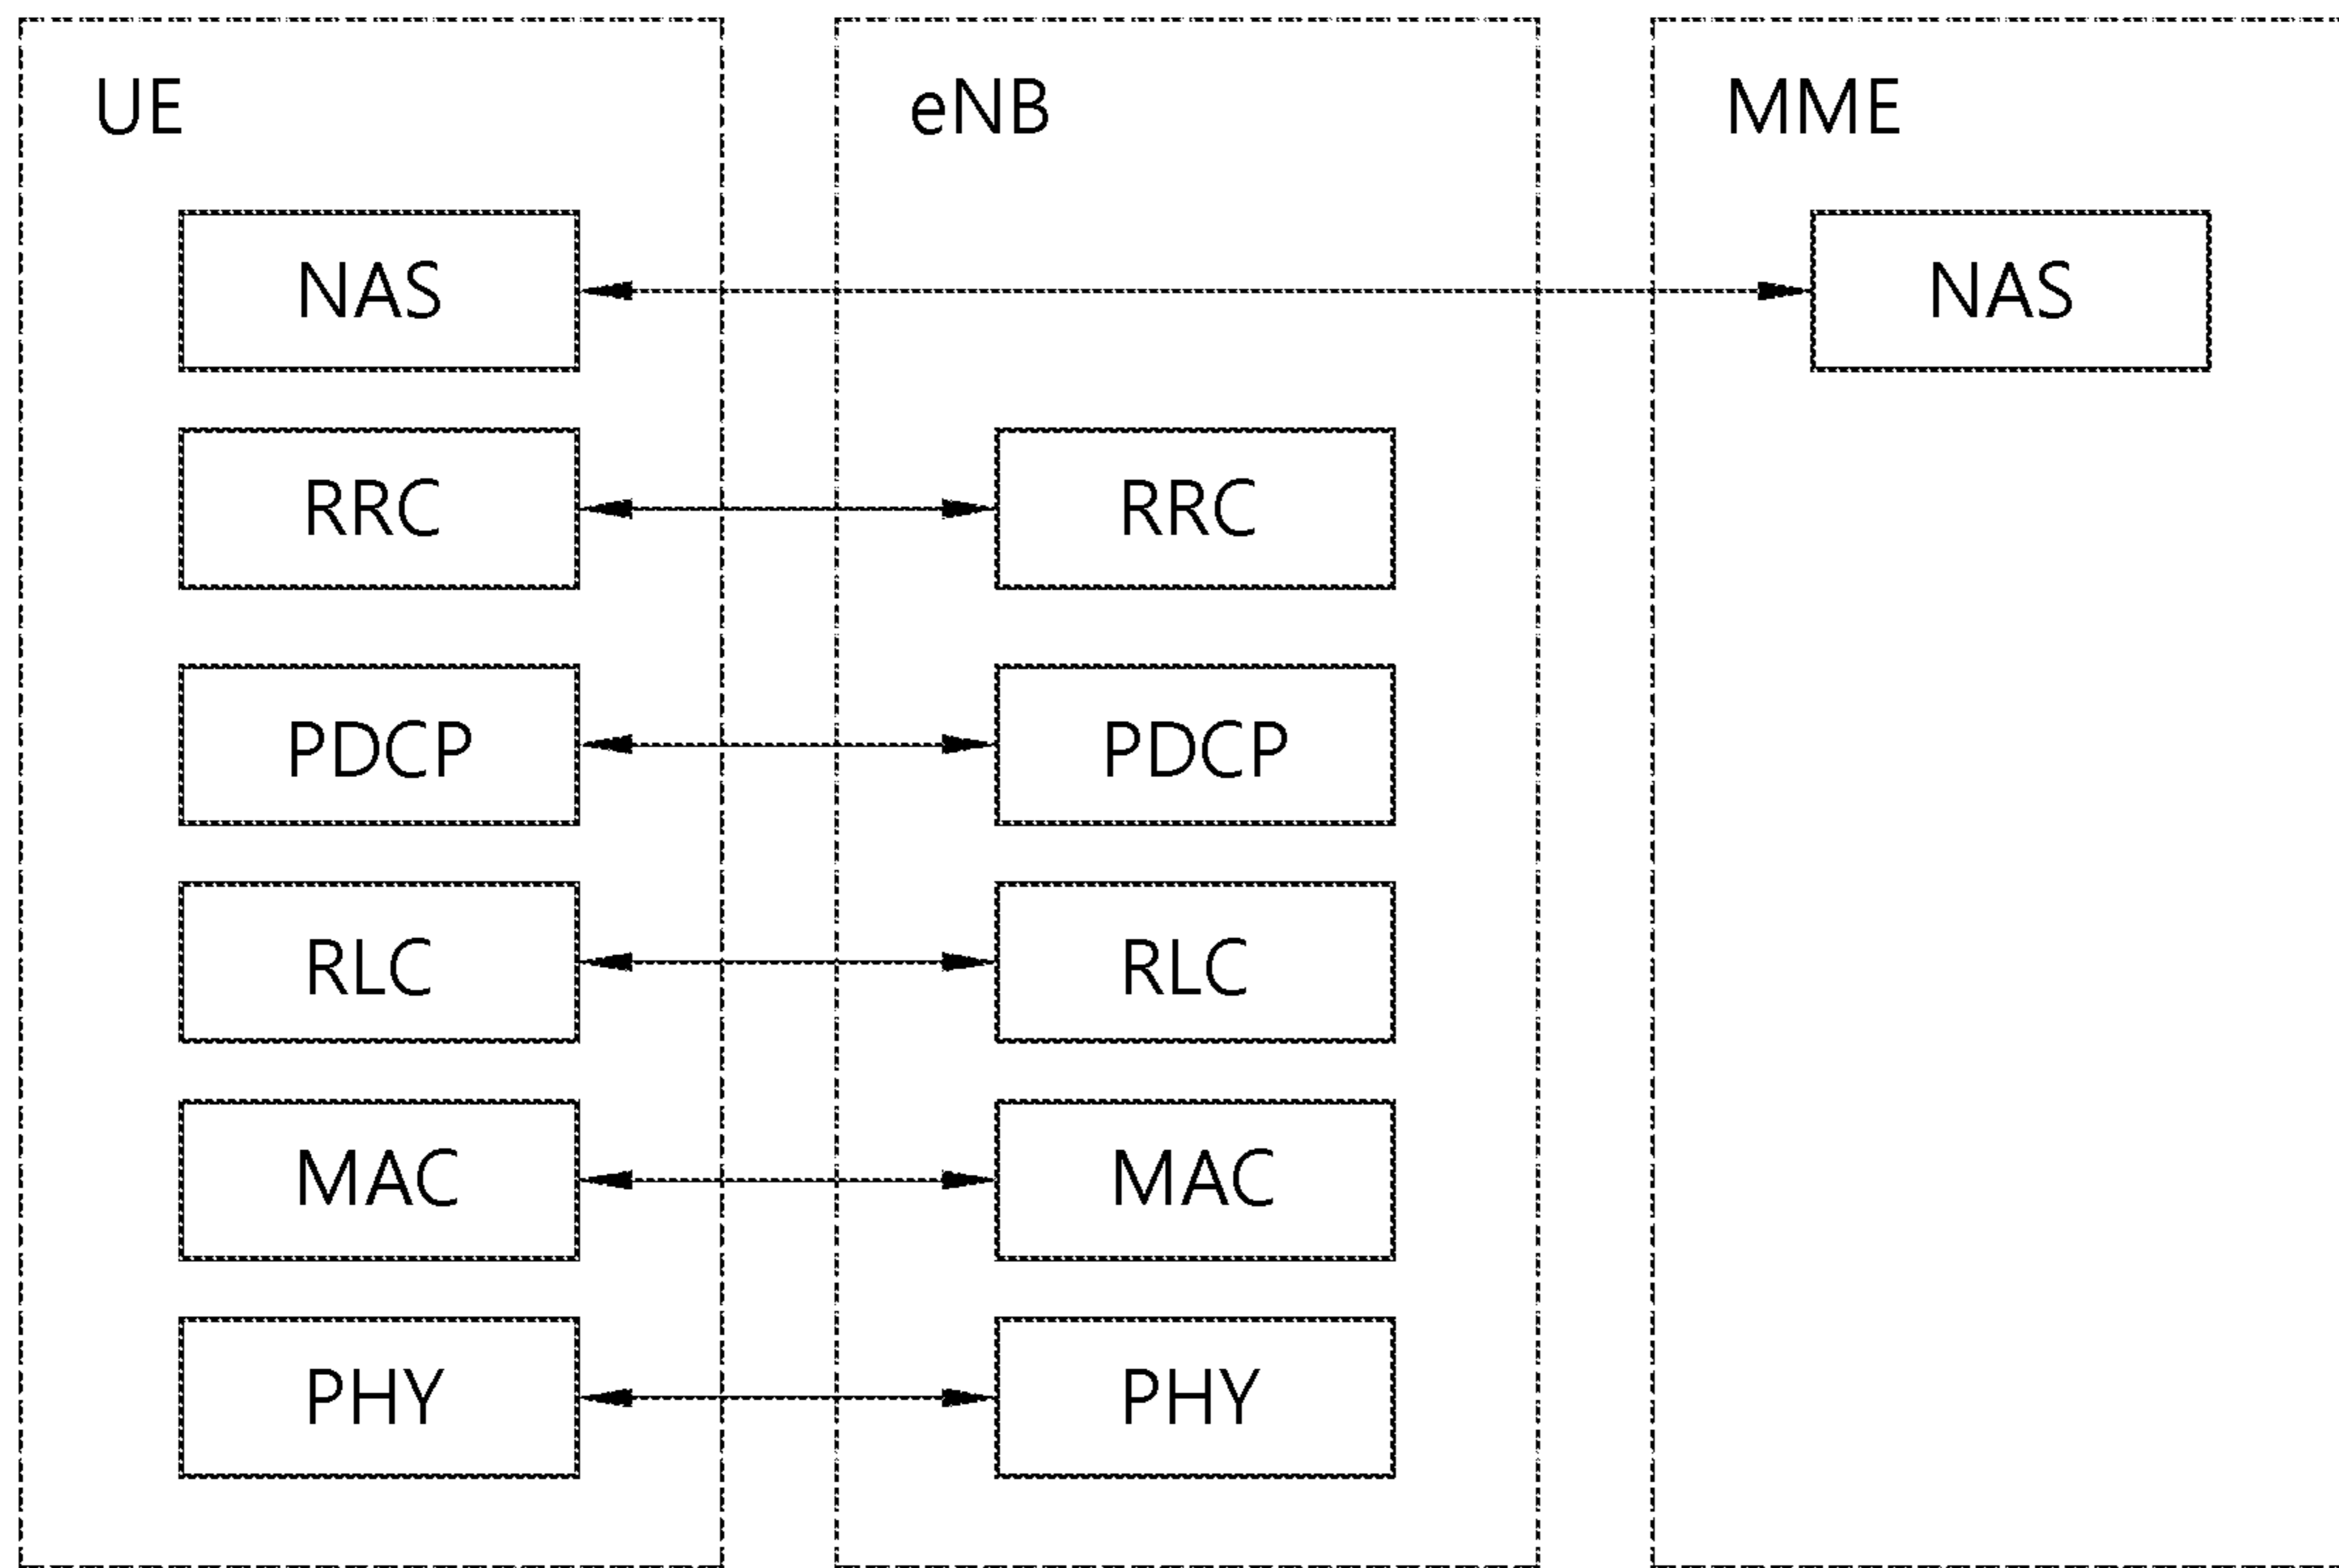 UE
eNB
MME
NAS
NAS
RRC
RRC
PDCP
PDCP
RLC
RLC
MAC
MAC
PHY
PHY